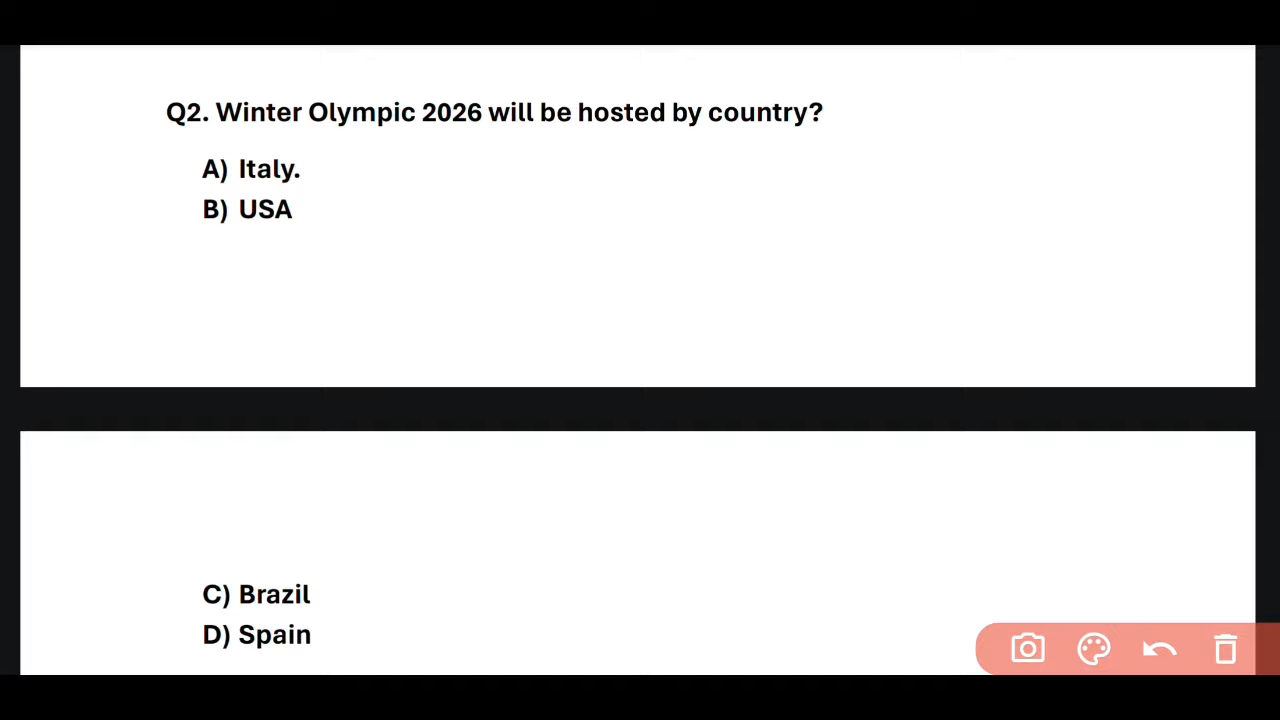 Q2. Winter Olympic 2026 will be hosted by country?
A) Italy.
B) USA
C) Brazil
D) Spain